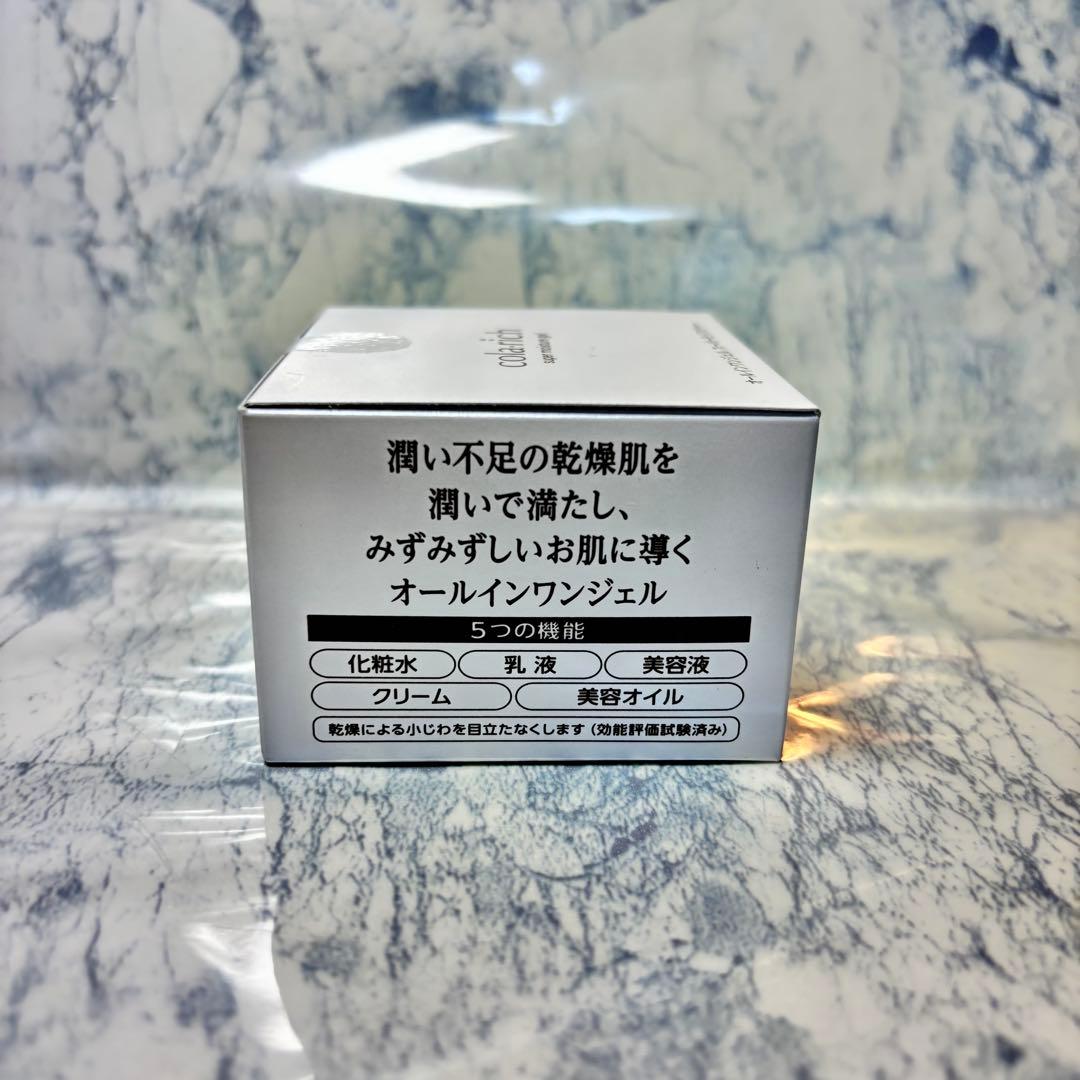 colarich
super moisture gel
潤い不足の乾燥肌を
潤いで満たし、
みずみずしいお肌に導く
オールインワンジェル
5つの機能
化粧水 乳液 美容液
クリーム 美容オイル
乾燥による小じわを目立たなくします(効能評価試験済み)